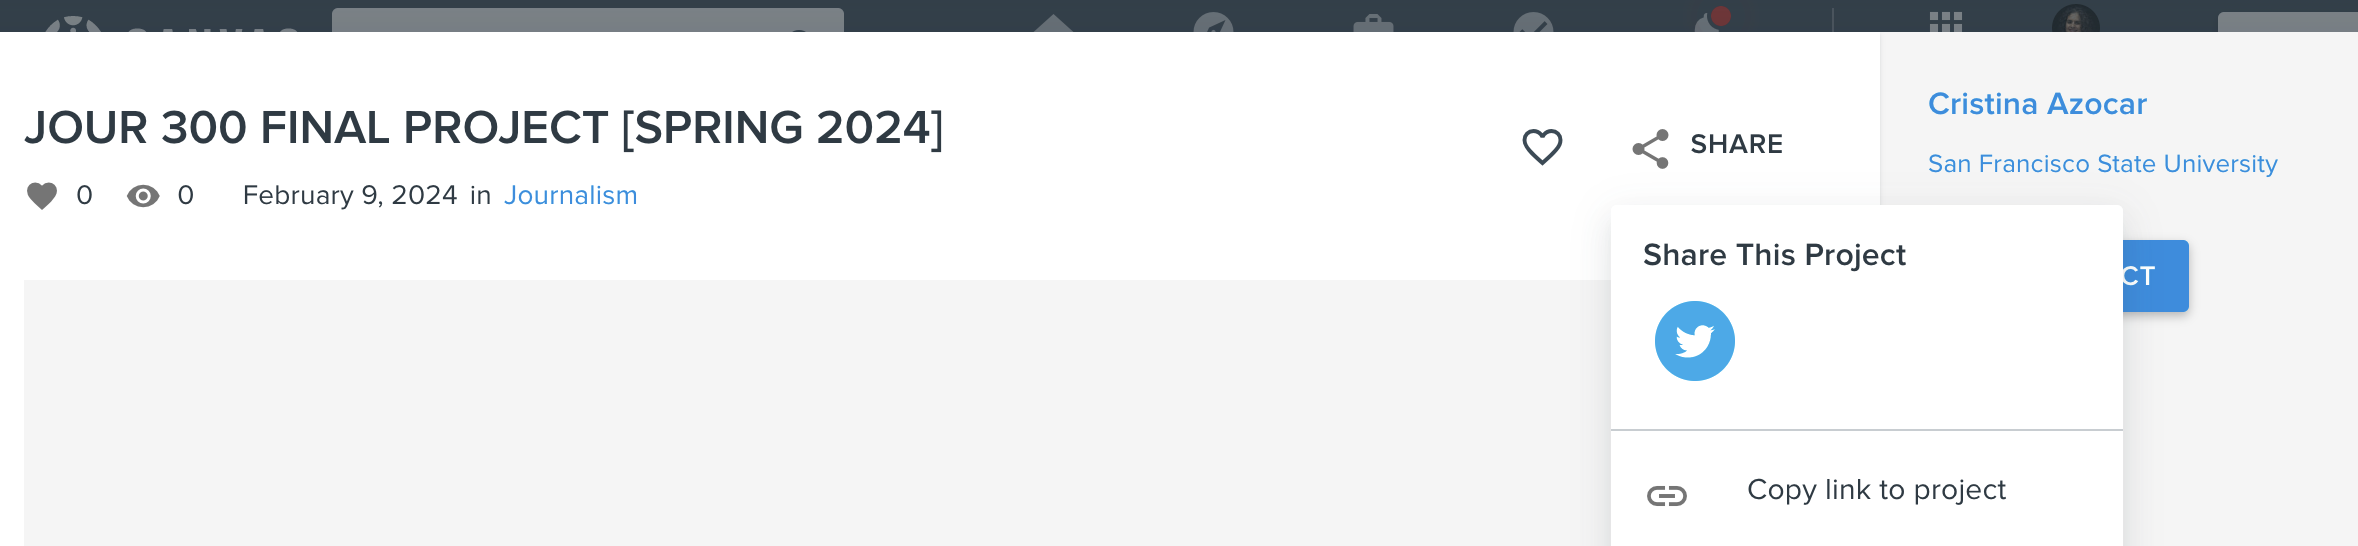 JOUR 300 FINAL PROJECT [SPRING 2024]
0 0 February 9, 2024 in Journalism
SHARE
Cristina Azocar
San Francisco State University
Share This Project
CT
Copy link to project